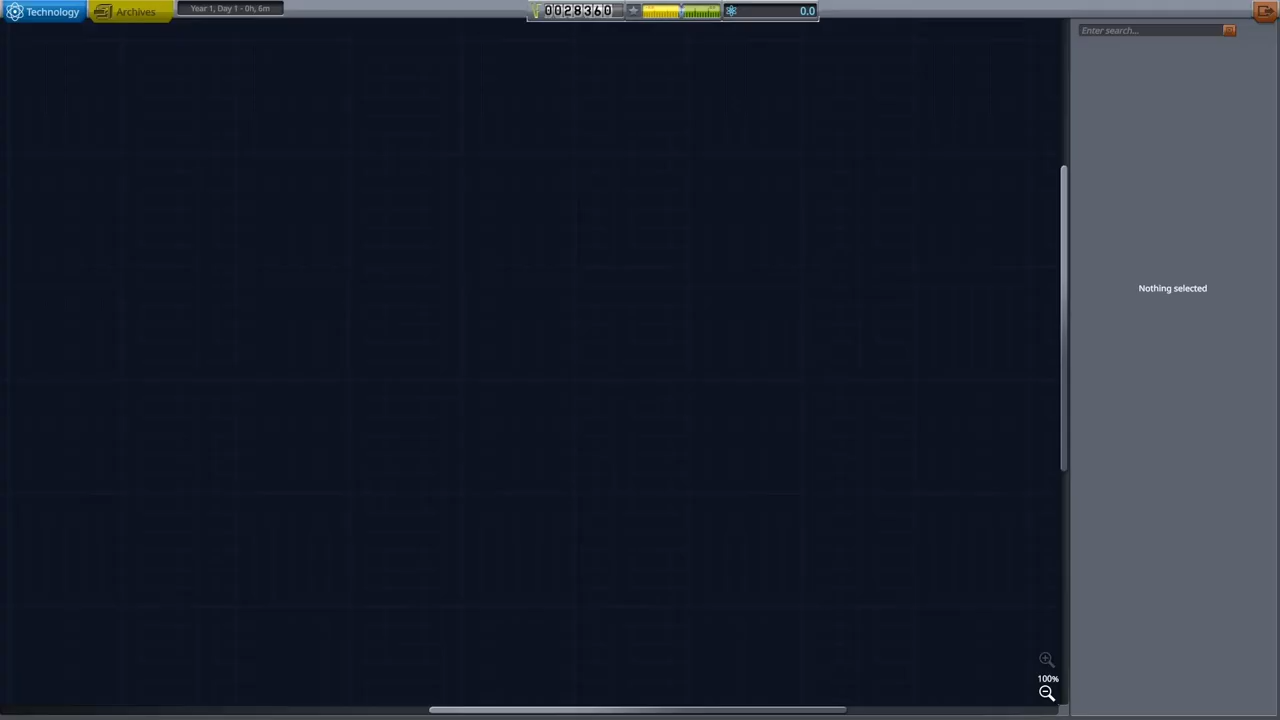 Technology
Archives
Year 1, Day 1 - 0h, 6m
0028360
0.0
Enter search...
Nothing selected
100%